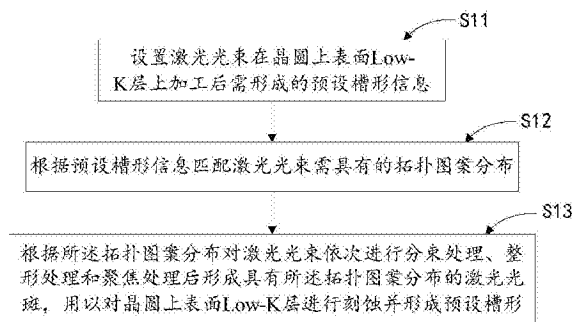 S11
设置激光光束在晶圆上表面Low-
K层上加工后需形成的预设槽形信息
S12
根据预设槽形信息匹配激光光束需具有的拓扑图案分布
S13
根据所述拓扑图案分布对激光光束依次进行分束处理、整
形处理和聚焦处理后形成具有所述拓扑图案分布的激光光
斑，用以对晶圆上表面Low-K层进行刻蚀并形成预设槽形